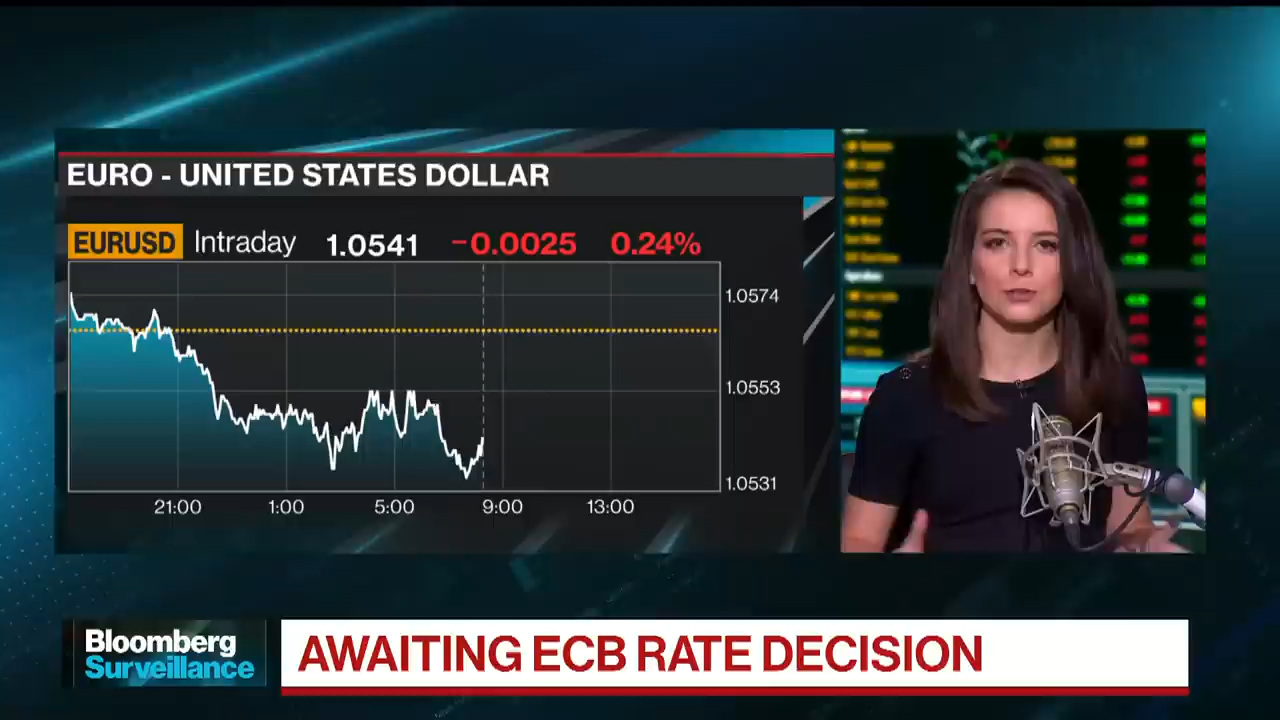 EURO - UNITED STATES DOLLAR
EURUSD Intraday 1.0541 -0.0025 0.24%
1.0574
1.0553
1.0531
21:00 1:00 5:00 9:00 13:00
Bloomberg
Surveillance
AWAITING ECB RATE DECISION